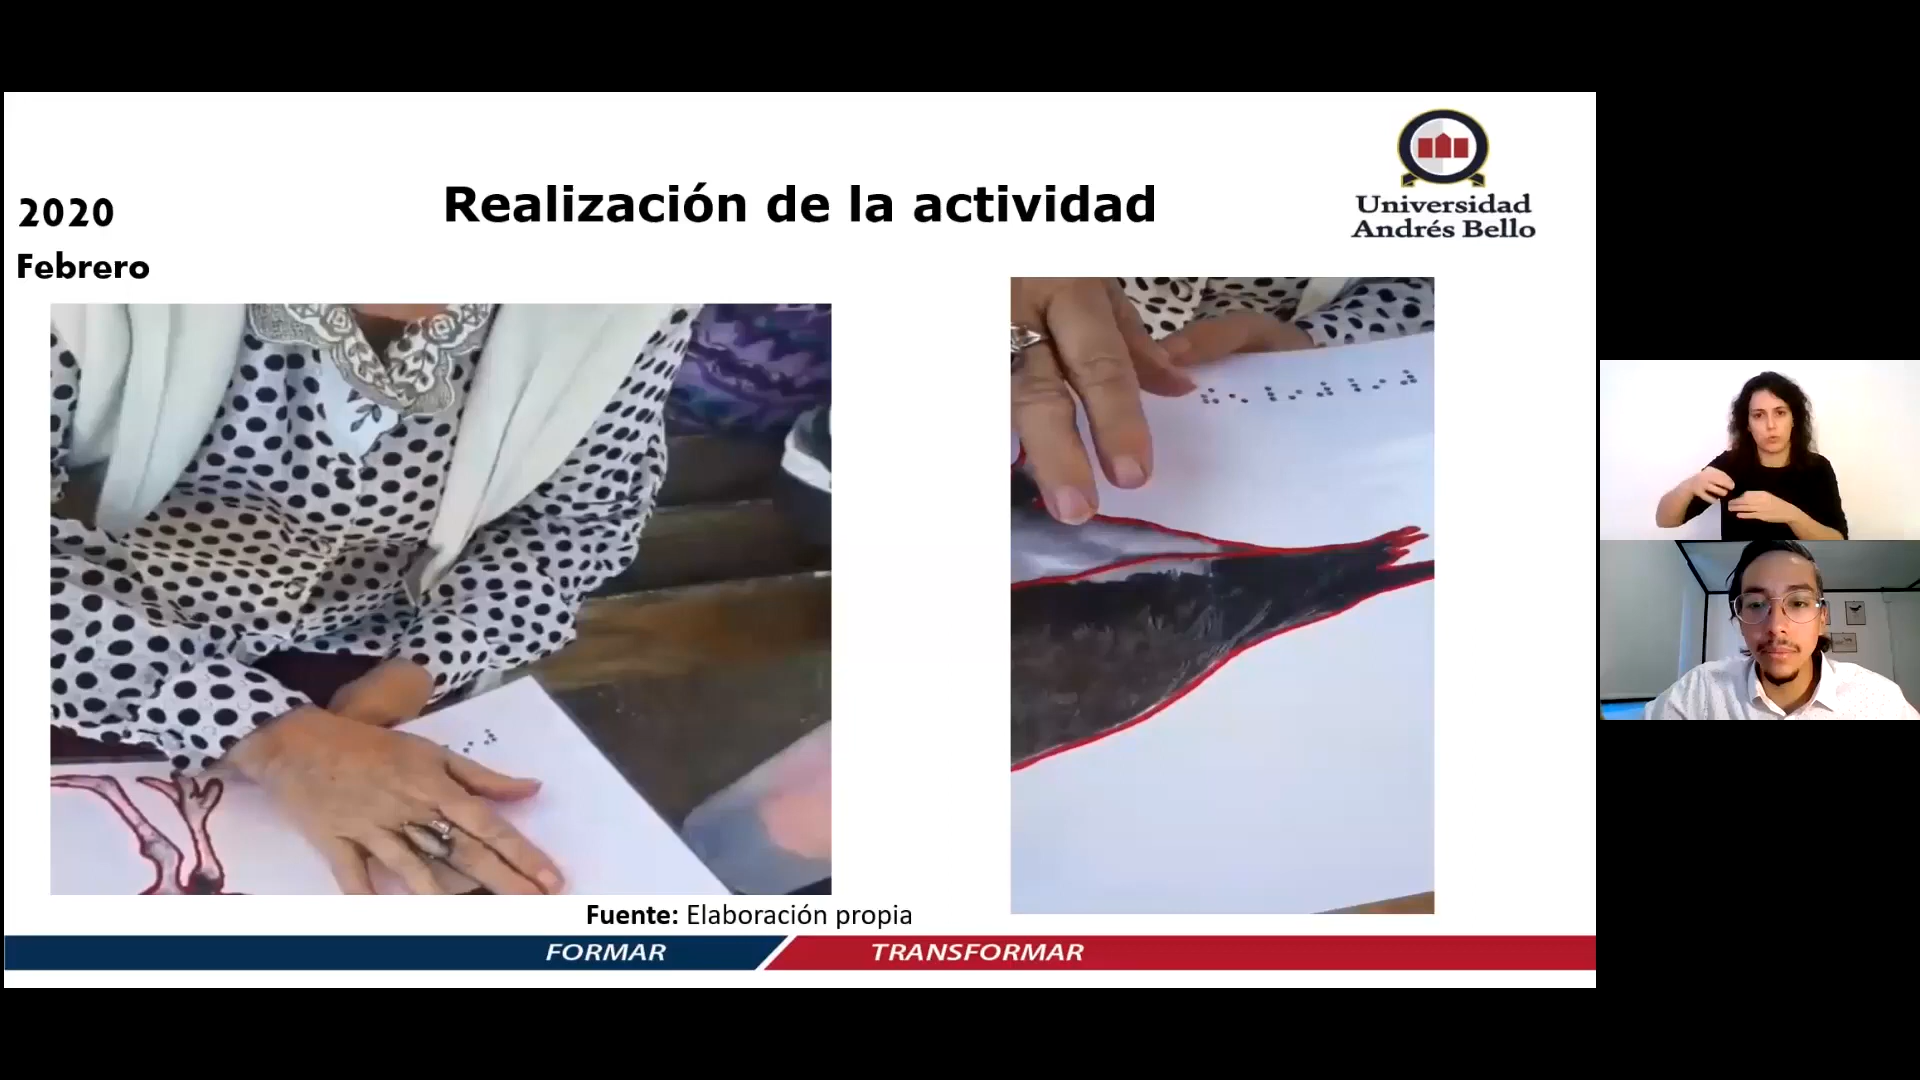 2020
Febrero
Realización de la actividad
Universidad
Andrés Bello
Fuente: Elaboración propia
FORMAR
TRANSFORMAR